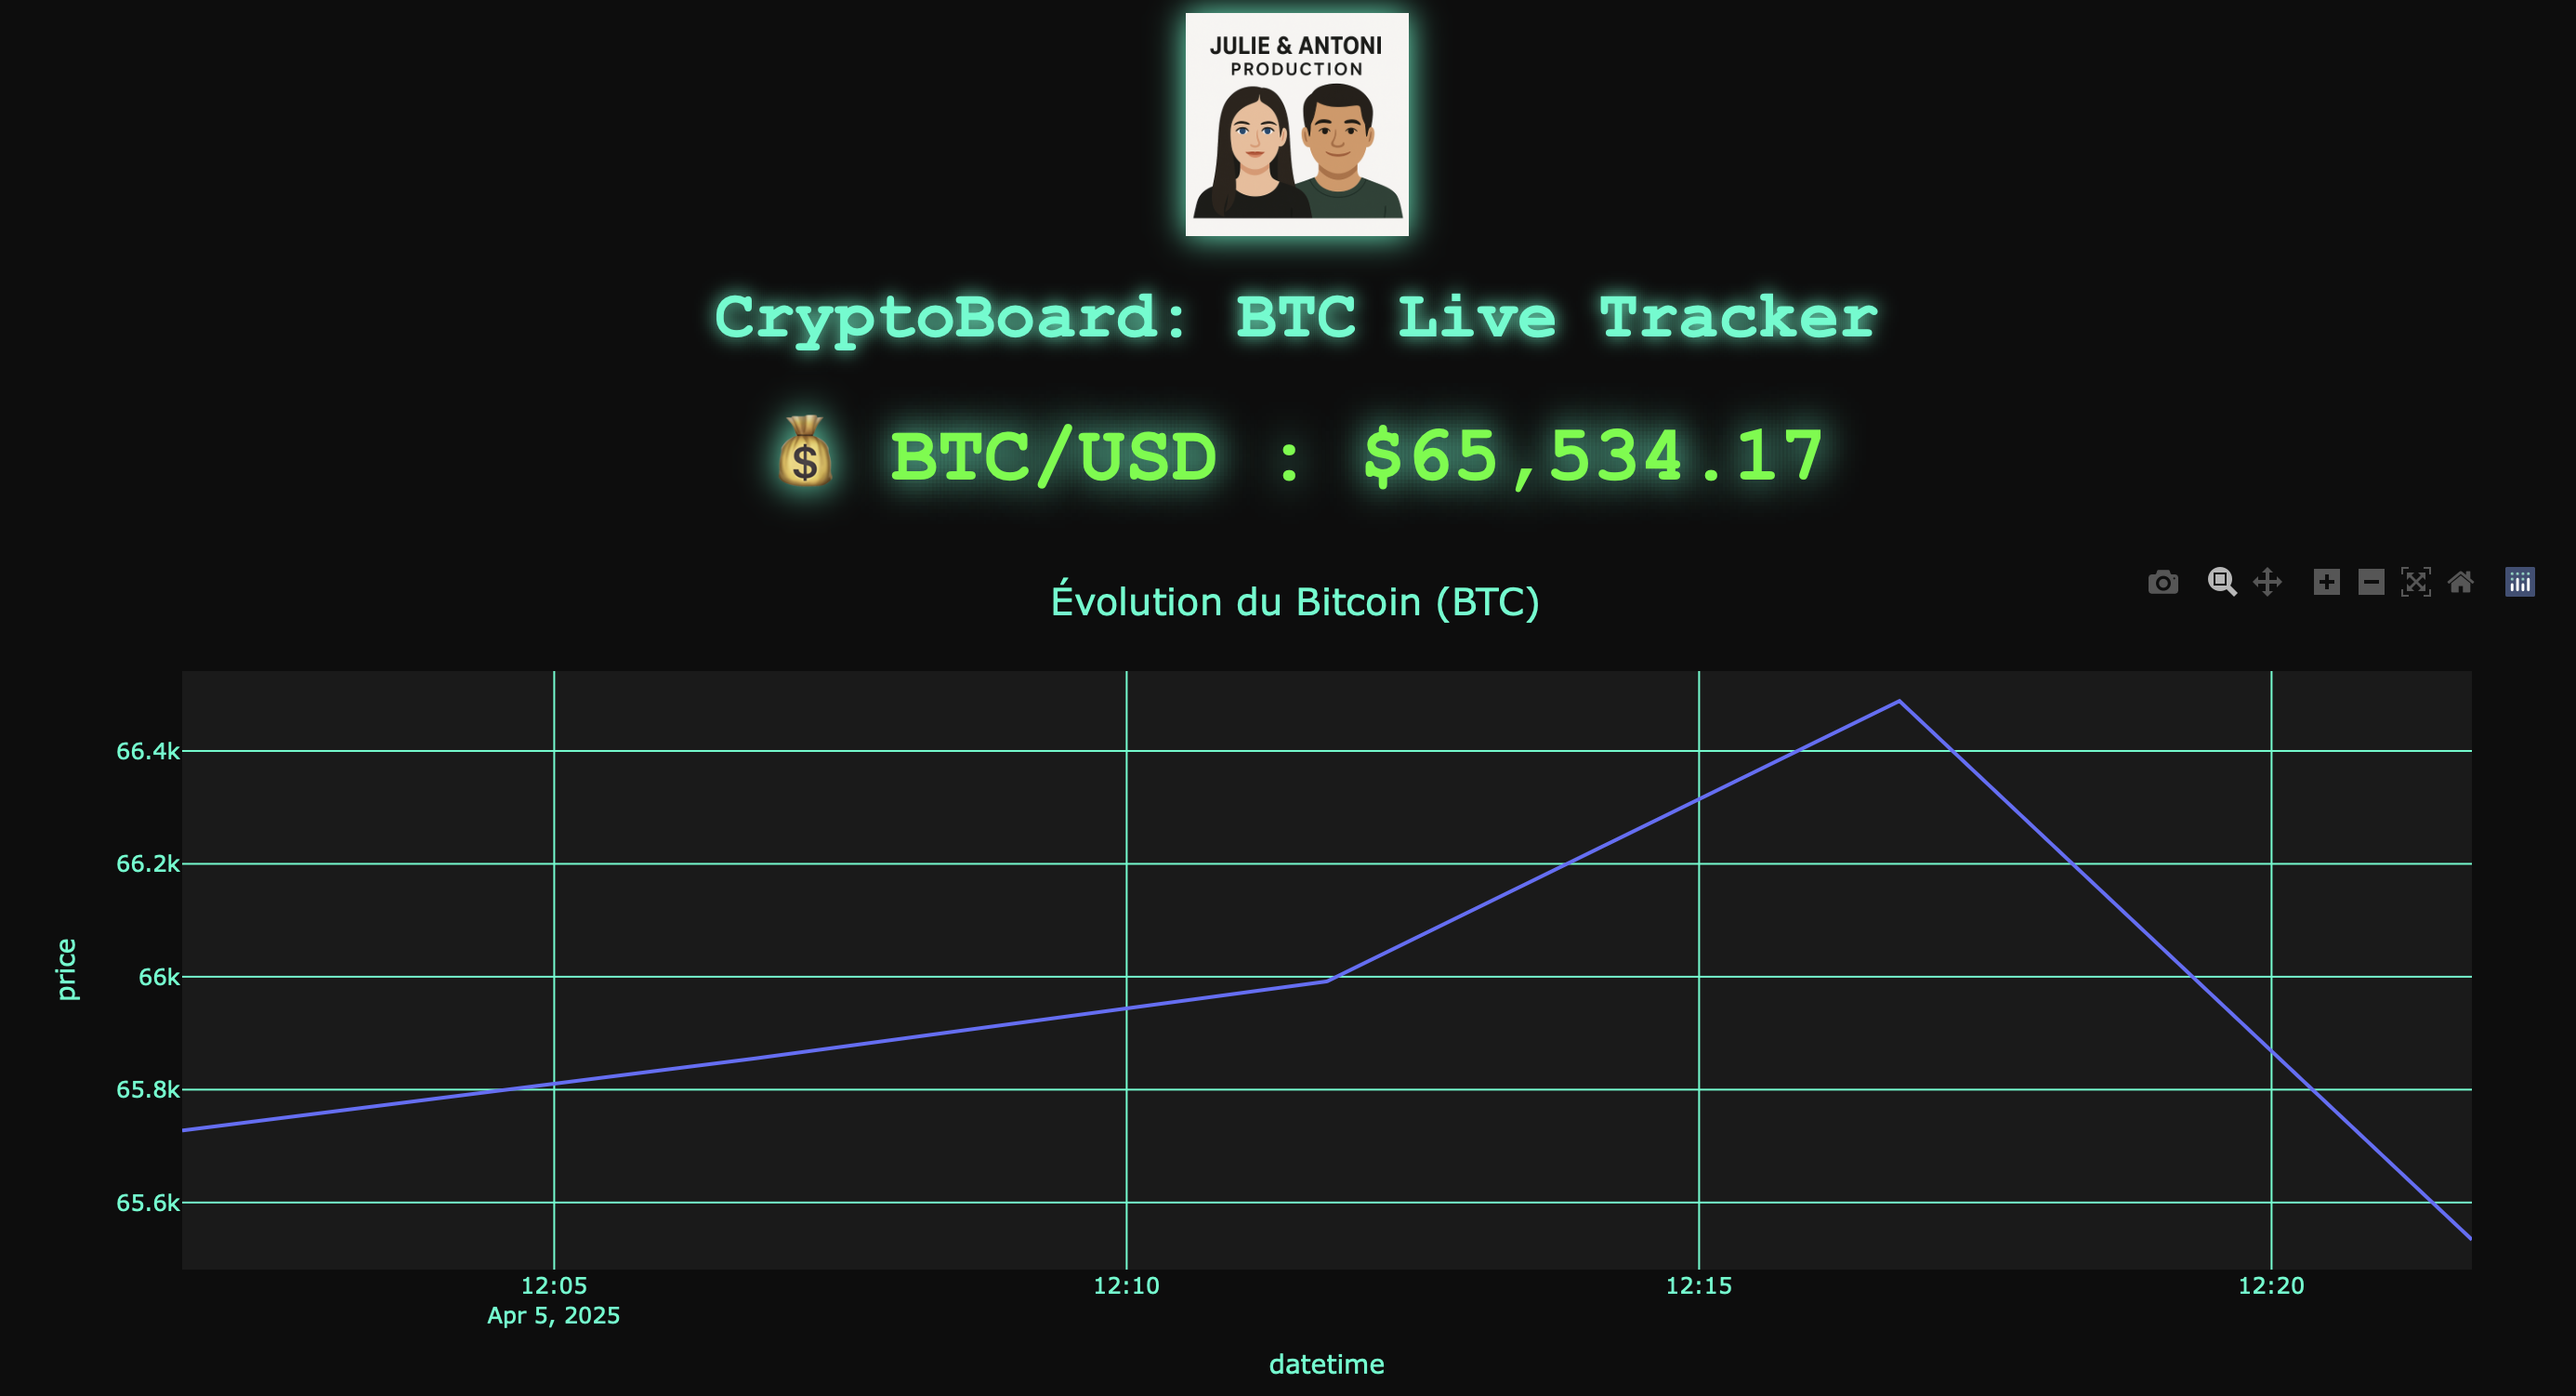 JULIE & ANTONI
PRODUCTION
CryptoBoard: BTC Live Tracker
💰 BTC/USD : $65,534.17
Évolution du Bitcoin (BTC)
66.4k
66.2k
66k
65.8k
65.6k
price
12:05
12:10
12:15
12:20
Apr 5, 2025
datetime